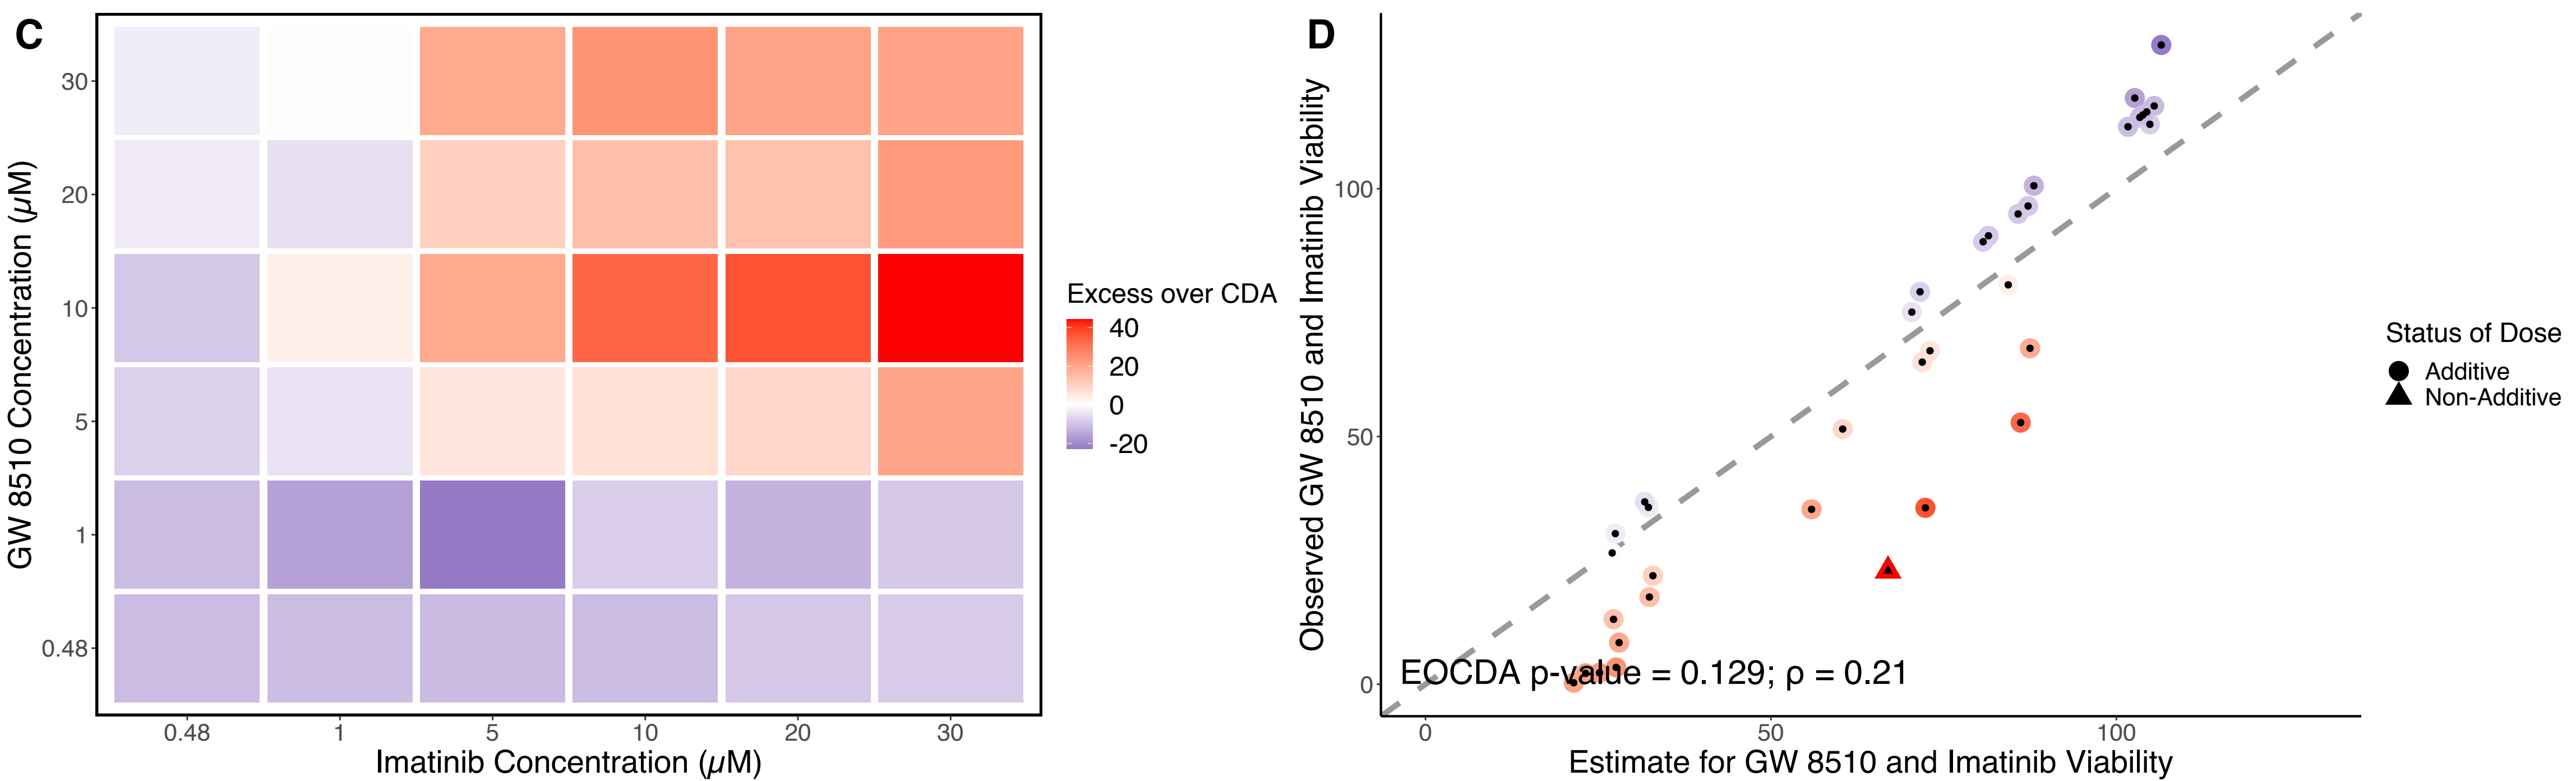 C
GW 8510 Concentration (µM)
30
20
10
5
1
0.48
0.48 1 5 10 20 30
Imatinib Concentration (µM)
Excess over CDA
40
20
0
-20
D
Observed GW 8510 and Imatinib Viability
100
50
0
EOCDA p-value = 0.129; ρ = 0.21
0 50 100
Estimate for GW 8510 and Imatinib Viability
Status of Dose
Additive
Non-Additive